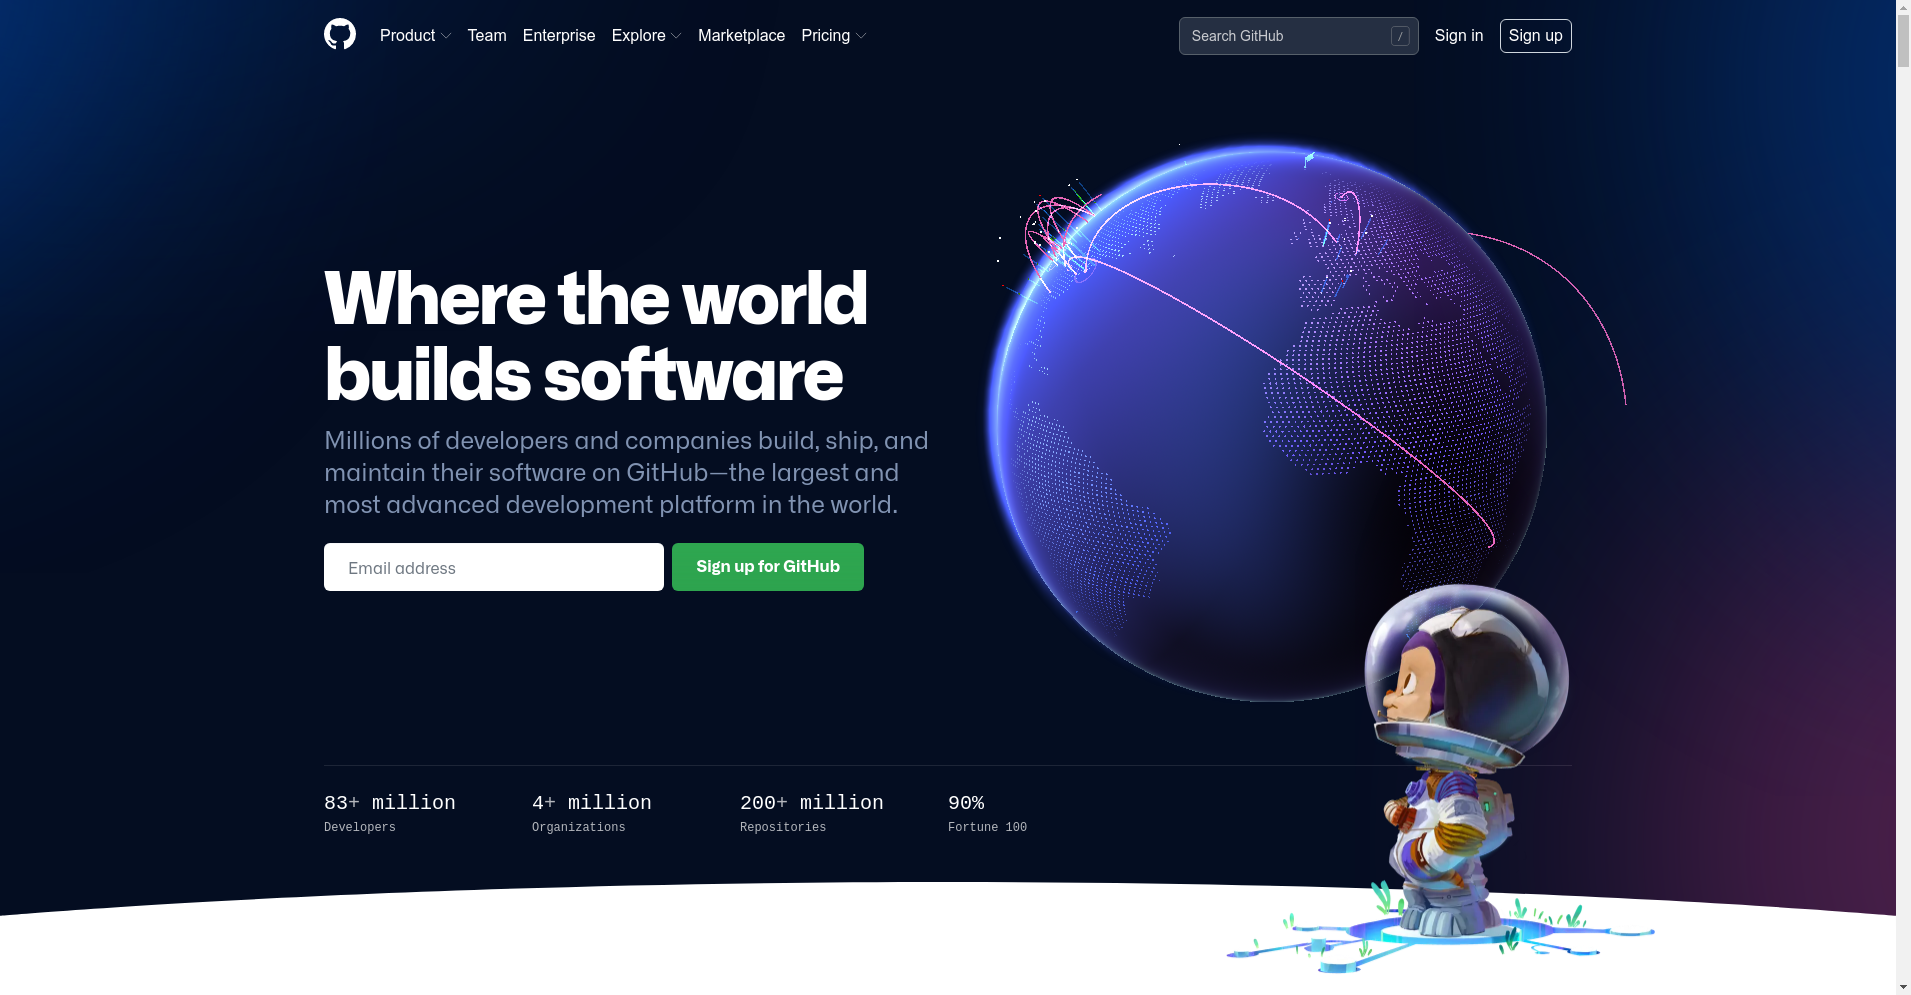 Product Team Enterprise Explore Marketplace Pricing Search GitHub / Sign in Sign up
Where the world
builds software
Millions of developers and companies build, ship, and
maintain their software on GitHub—the largest and
most advanced development platform in the world.
Email address Sign up for GitHub
83+ million 4+ million 200+ million 90%
Developers Organizations Repositories Fortune 100